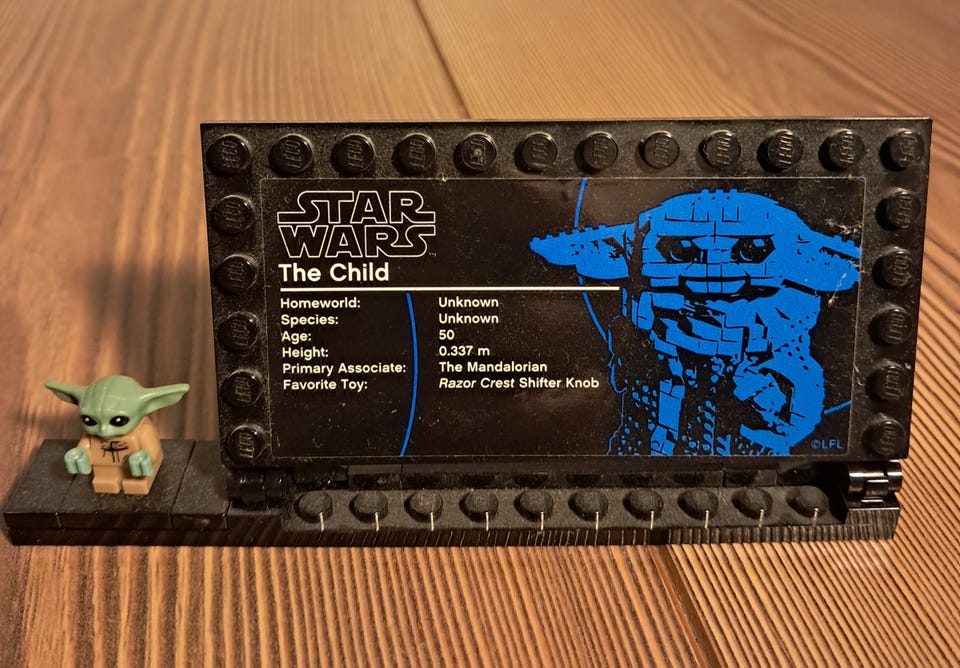 STAR
WARS
The Child
Homeworld: Unknown
Species: Unknown
Age: 50
Height: 0.337 m
Primary Associate: The Mandalorian
Favorite Toy: Razor Crest Shifter Knob
©LFL